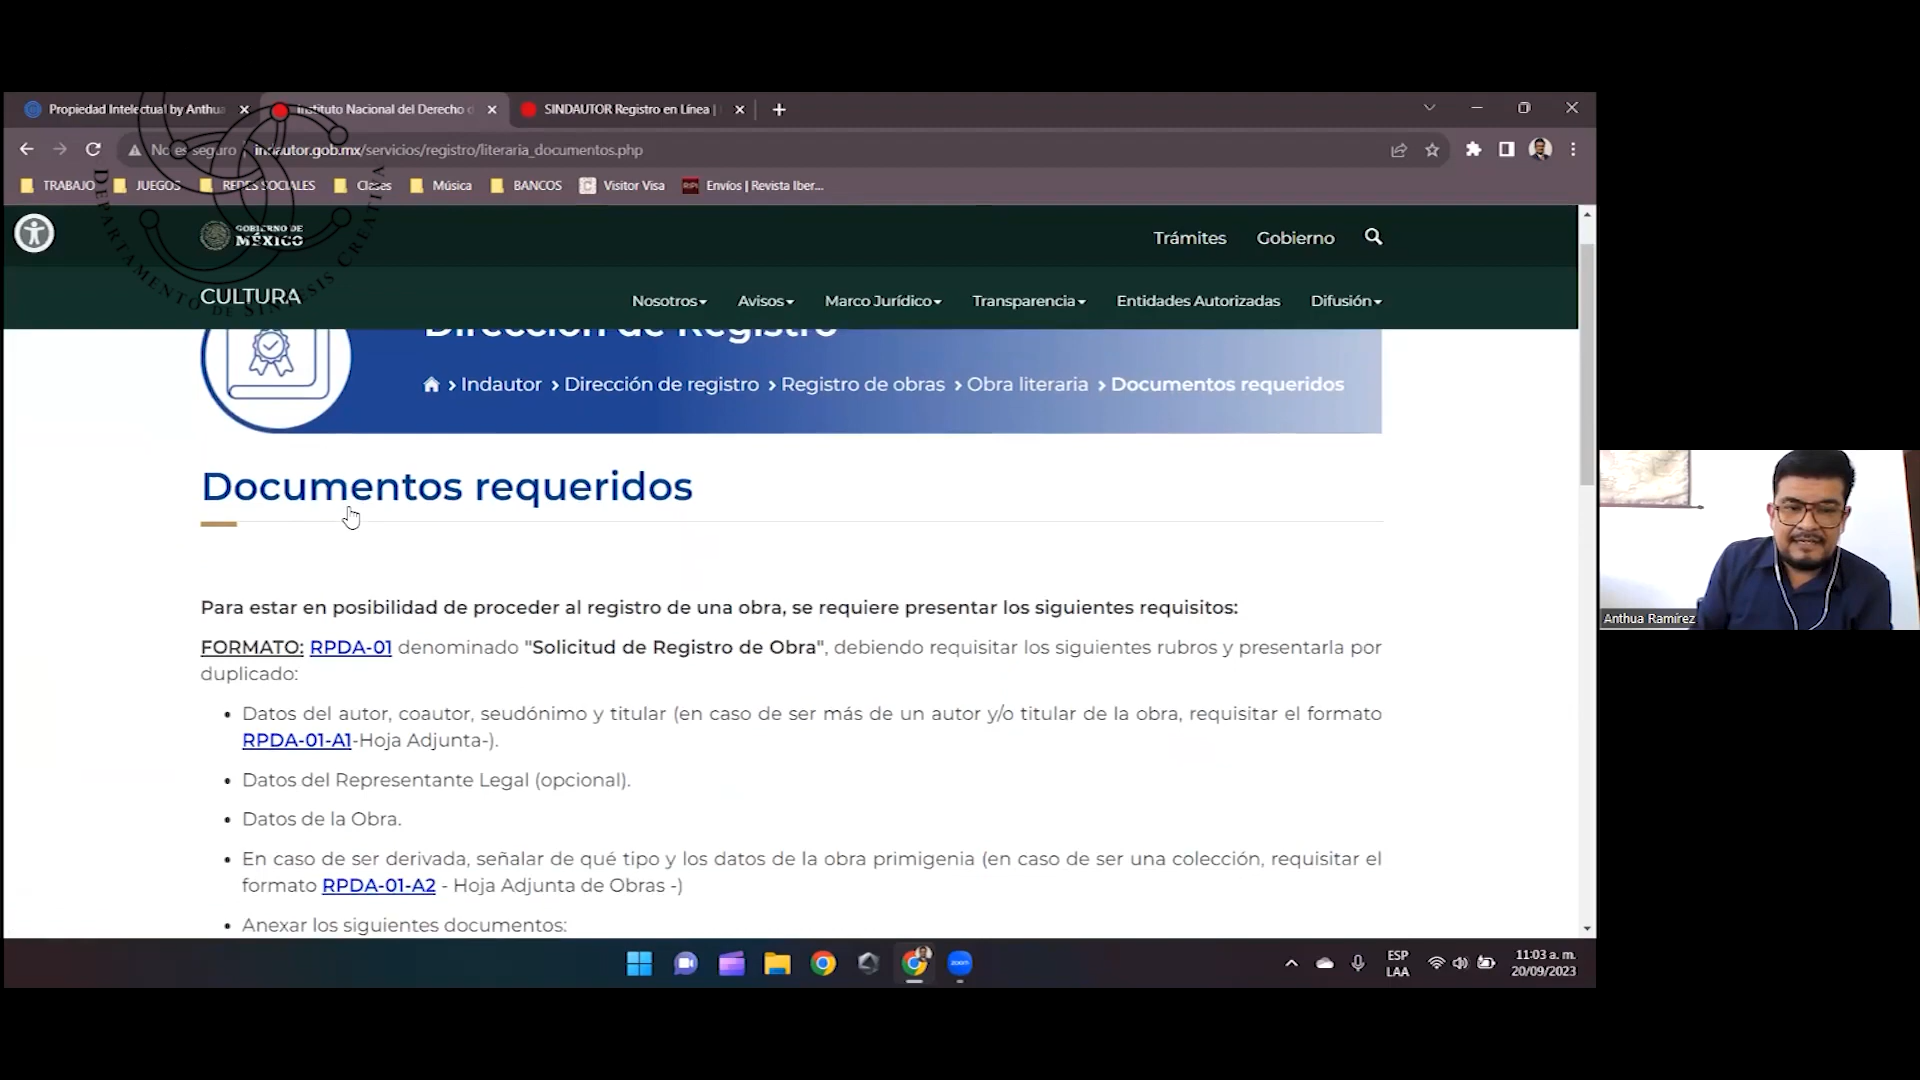 Propiedad Intelectual by Anthua
Instituto Nacional del Derecho d
SINDAUTOR Registro en Línea |
No es seguro
indautor.gob.mx/servicios/registro/literaria_documentos.php
TRABAJO
JUEGOS
REDES SOCIALES
Clases
Música
BANCOS
Visitor Visa
Envíos | Revista Iber...
DEPARTAMENTO DE SÍNTESIS CREATIVA
GOBIERNO DE
MÉXICO
Trámites
Gobierno
CULTURA
Nosotros
Avisos
Marco Jurídico
Transparencia
Entidades Autorizadas
Difusión
Dirección de Registro
> Indautor > Dirección de registro > Registro de obras > Obra literaria > Documentos requeridos
Documentos requeridos
Para estar en posibilidad de proceder al registro de una obra, se requiere presentar los siguientes requisitos:
FORMATO: RPDA-01 denominado "Solicitud de Registro de Obra", debiendo requisitar los siguientes rubros y presentarla por
duplicado:
• Datos del autor, coautor, seudónimo y titular (en caso de ser más de un autor y/o titular de la obra, requisitar el formato
RPDA-01-A1-Hoja Adjunta-).
• Datos del Representante Legal (opcional).
• Datos de la Obra.
• En caso de ser derivada, señalar de qué tipo y los datos de la obra primigenia (en caso de ser una colección, requisitar el
formato RPDA-01-A2 - Hoja Adjunta de Obras -)
• Anexar los siguientes documentos:
Anthua Ramírez
zoom
ESP
LAA
11:03 a. m.
20/09/2023